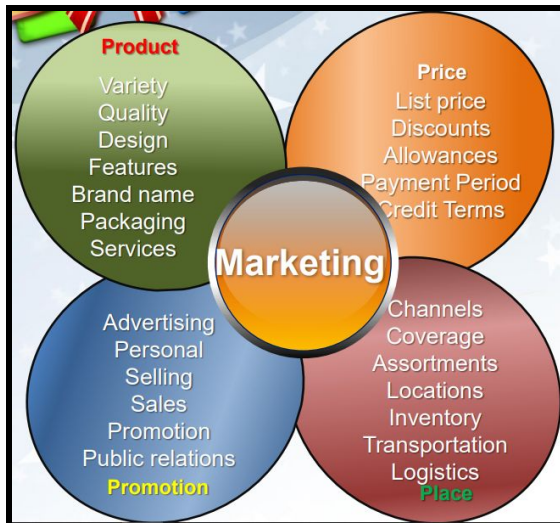 Product
Variety
Quality
Design
Features
Brand name
Packaging
Services
Price
List price
Discounts
Allowances
Payment Period
Credit Terms
Marketing
Advertising
Personal
Selling
Sales
Promotion
Public relations
Promotion
Channels
Coverage
Assortments
Locations
Inventory
Transportation
Logistics
Place